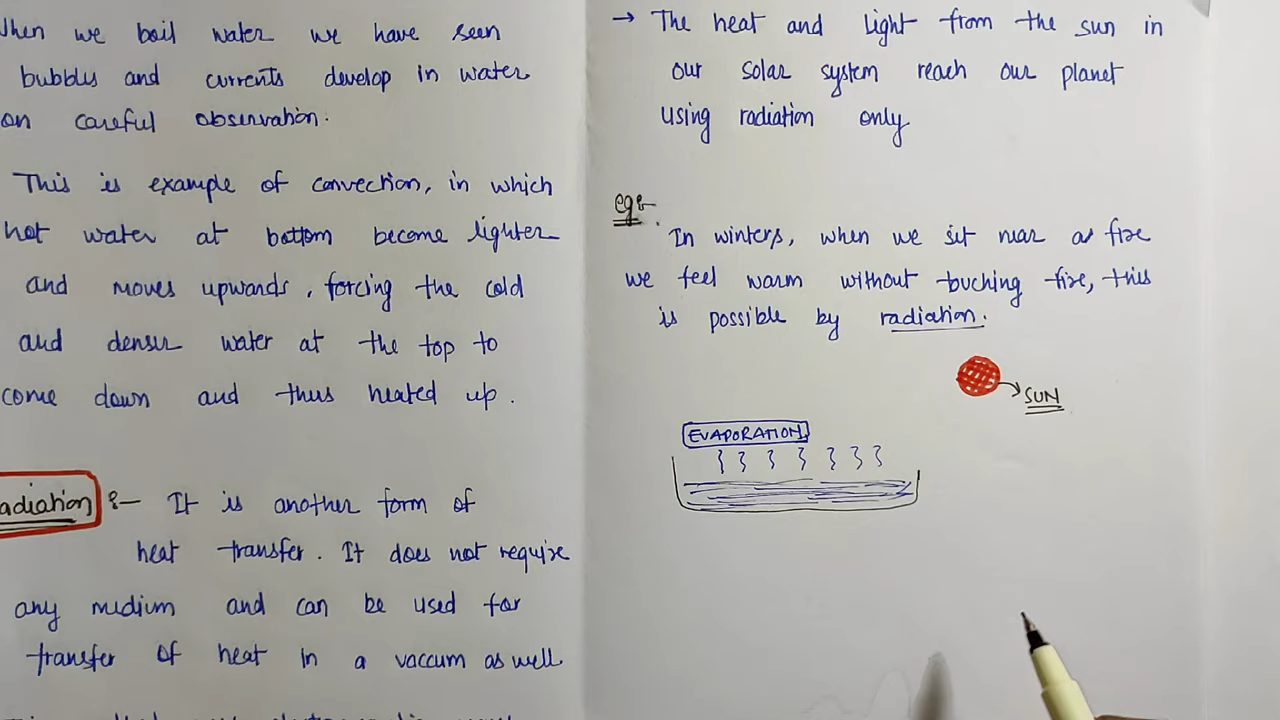 When we boil water we have seen
bubbles and currents develop in water
on careful observation.
This is example of convection, in which
hot water at bottom become lighter
and moves upwards, forcing the cold
and denser water at the top to
come down and thus heated up.
Radiation :- It is another form of
heat transfer. It does not require
any medium and can be used for
transfer of heat in a vaccum as well
→ The heat and light from the sun in
our solar system reach our planet
using radiation only
eg:-
In winters, when we sit near a fire
we feel warm without touching fire, this
is possible by radiation.
SUN
EVAPORATION